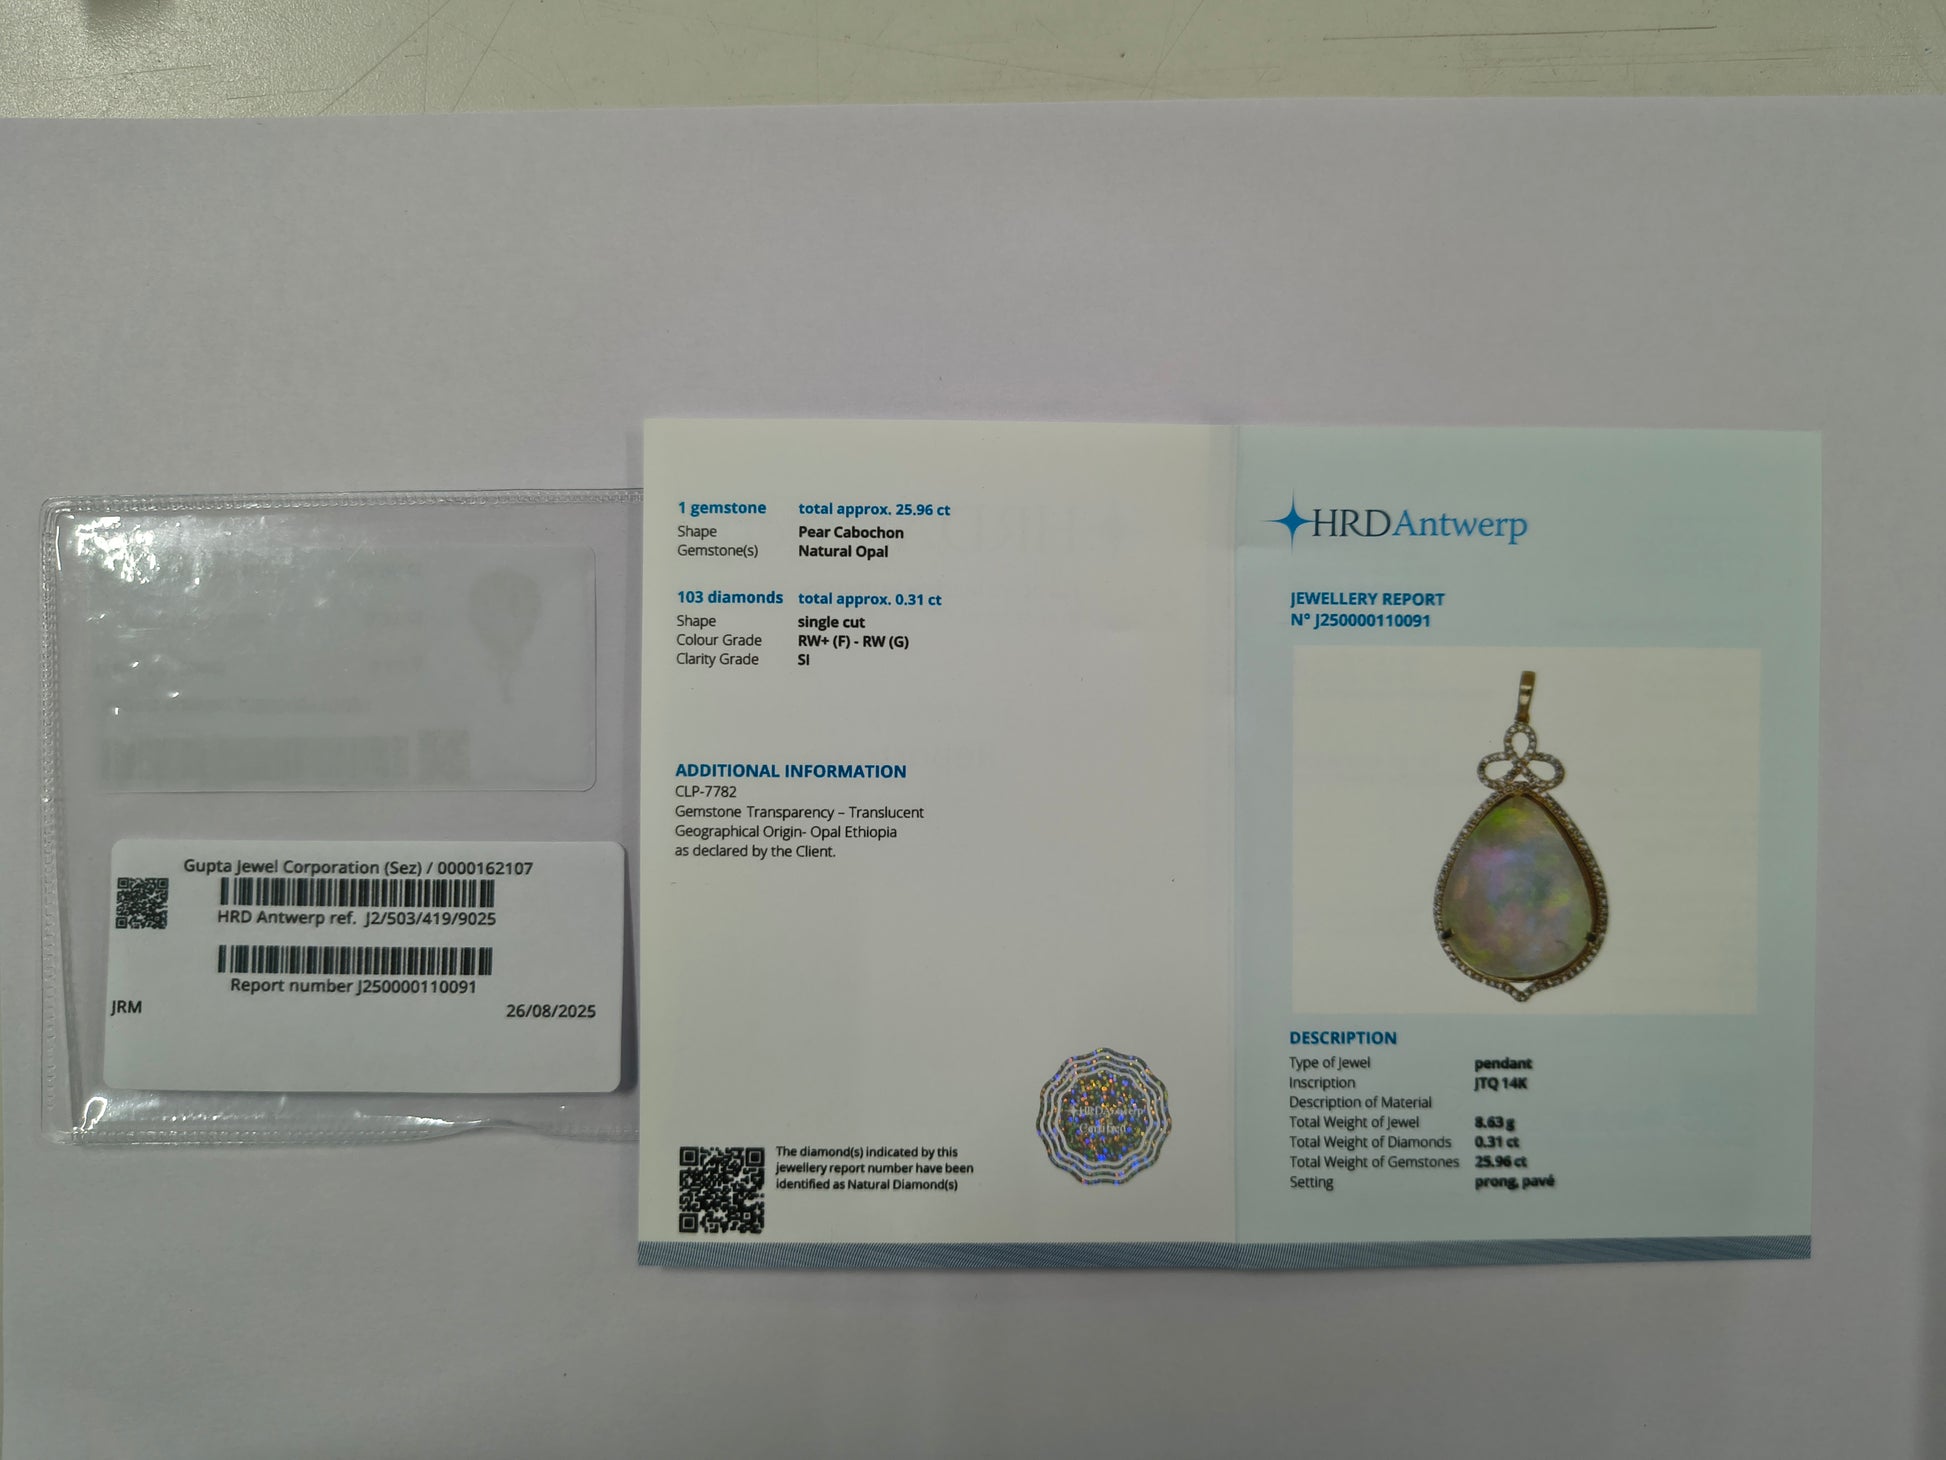 Gupta Jewel Corporation (Sez) / 0000162107
HRD Antwerp ref. J2/503/419/9025
Report number J250000110091
JRM
26/08/2025
1 gemstone total approx. 25.96 ct
Shape Pear Cabochon
Gemstone(s) Natural Opal
103 diamonds total approx. 0.31 ct
Shape single cut
Colour Grade RW+ (F) - RW (G)
Clarity Grade SI
ADDITIONAL INFORMATION
CLP-7782
Gemstone Transparency – Translucent
Geographical Origin- Opal Ethiopia
as declared by the Client.
HRD Antwerp
Certified
The diamond(s) indicated by this
jewellery report number have been
identified as Natural Diamond(s)
HRDAntwerp
JEWELLERY REPORT
N° J250000110091
DESCRIPTION
Type of Jewel pendant
Inscription JTQ 14K
Description of Material
Total Weight of Jewel 8.63 g
Total Weight of Diamonds 0.31 ct
Total Weight of Gemstones 25.96 ct
Setting prong, pavé